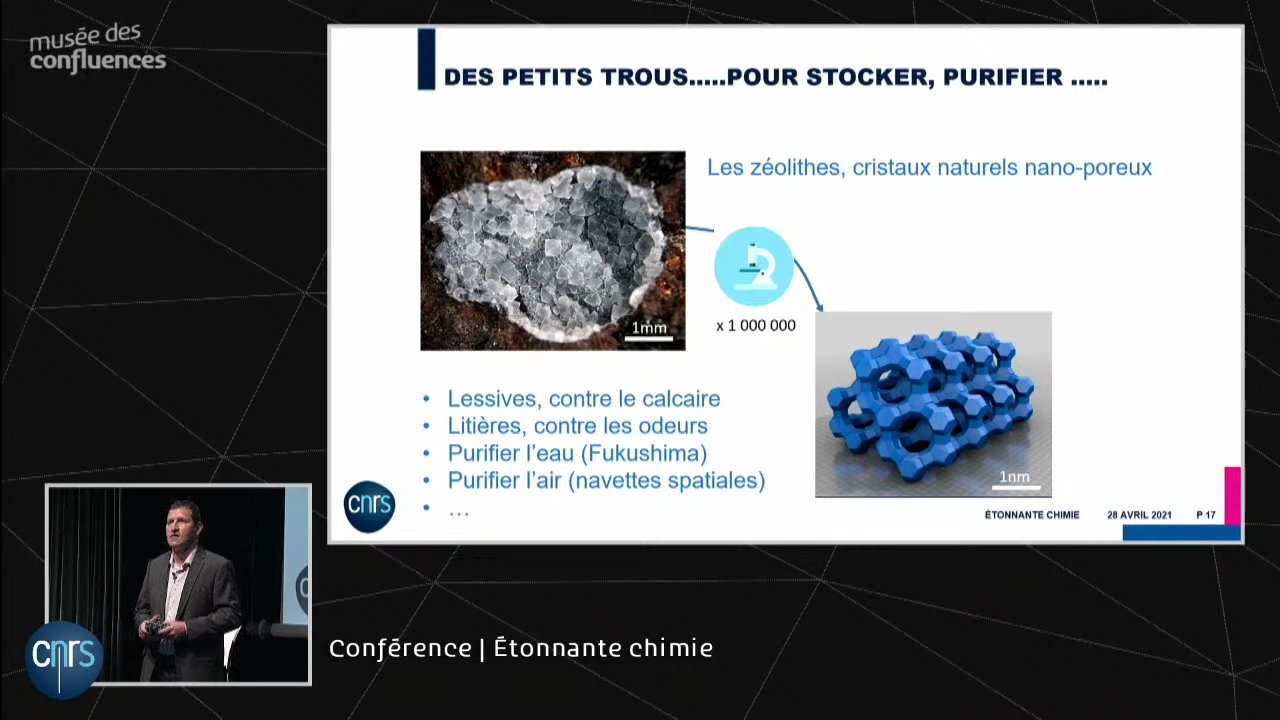 musée des
confluences
DES PETITS TROUS.....POUR STOCKER, PURIFIER .....
Les zéolithes, cristaux naturels nano-poreux
1mm
x 1 000 000
• Lessives, contre le calcaire
• Litières, contre les odeurs
• Purifier l'eau (Fukushima)
• Purifier l'air (navettes spatiales)
• ...
1nm
cnrs
ÉTONNANTE CHIMIE 28 AVRIL 2021 P 17
cnrs
Conférence | Étonnante chimie